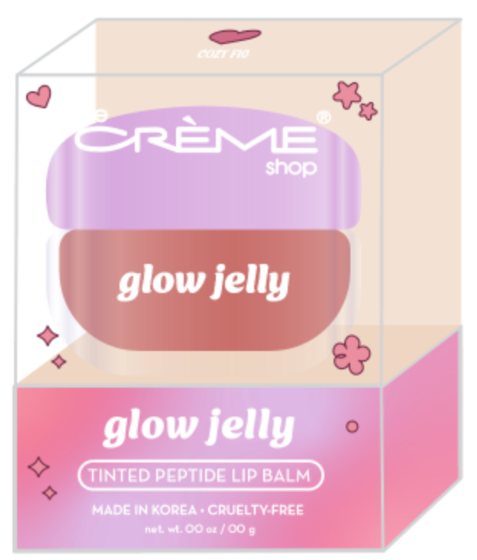 COZY FIG
CRÈME®
shop
glow jelly
glow jelly
TINTED PEPTIDE LIP BALM
MADE IN KOREA • CRUELTY-FREE
net. wt. 00 oz / 00 g